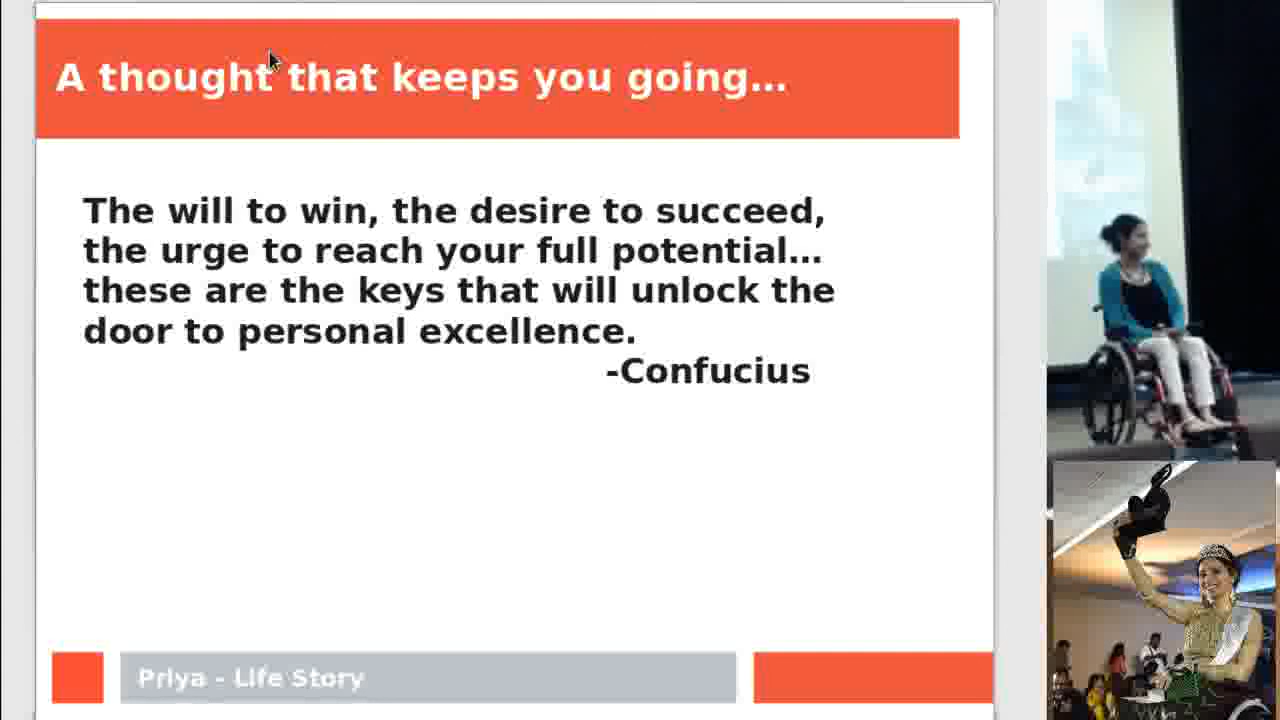 A thought that keeps you going...
The will to win, the desire to succeed,
the urge to reach your full potential...
these are the keys that will unlock the
door to personal excellence.
-Confucius
Priya - Life Story